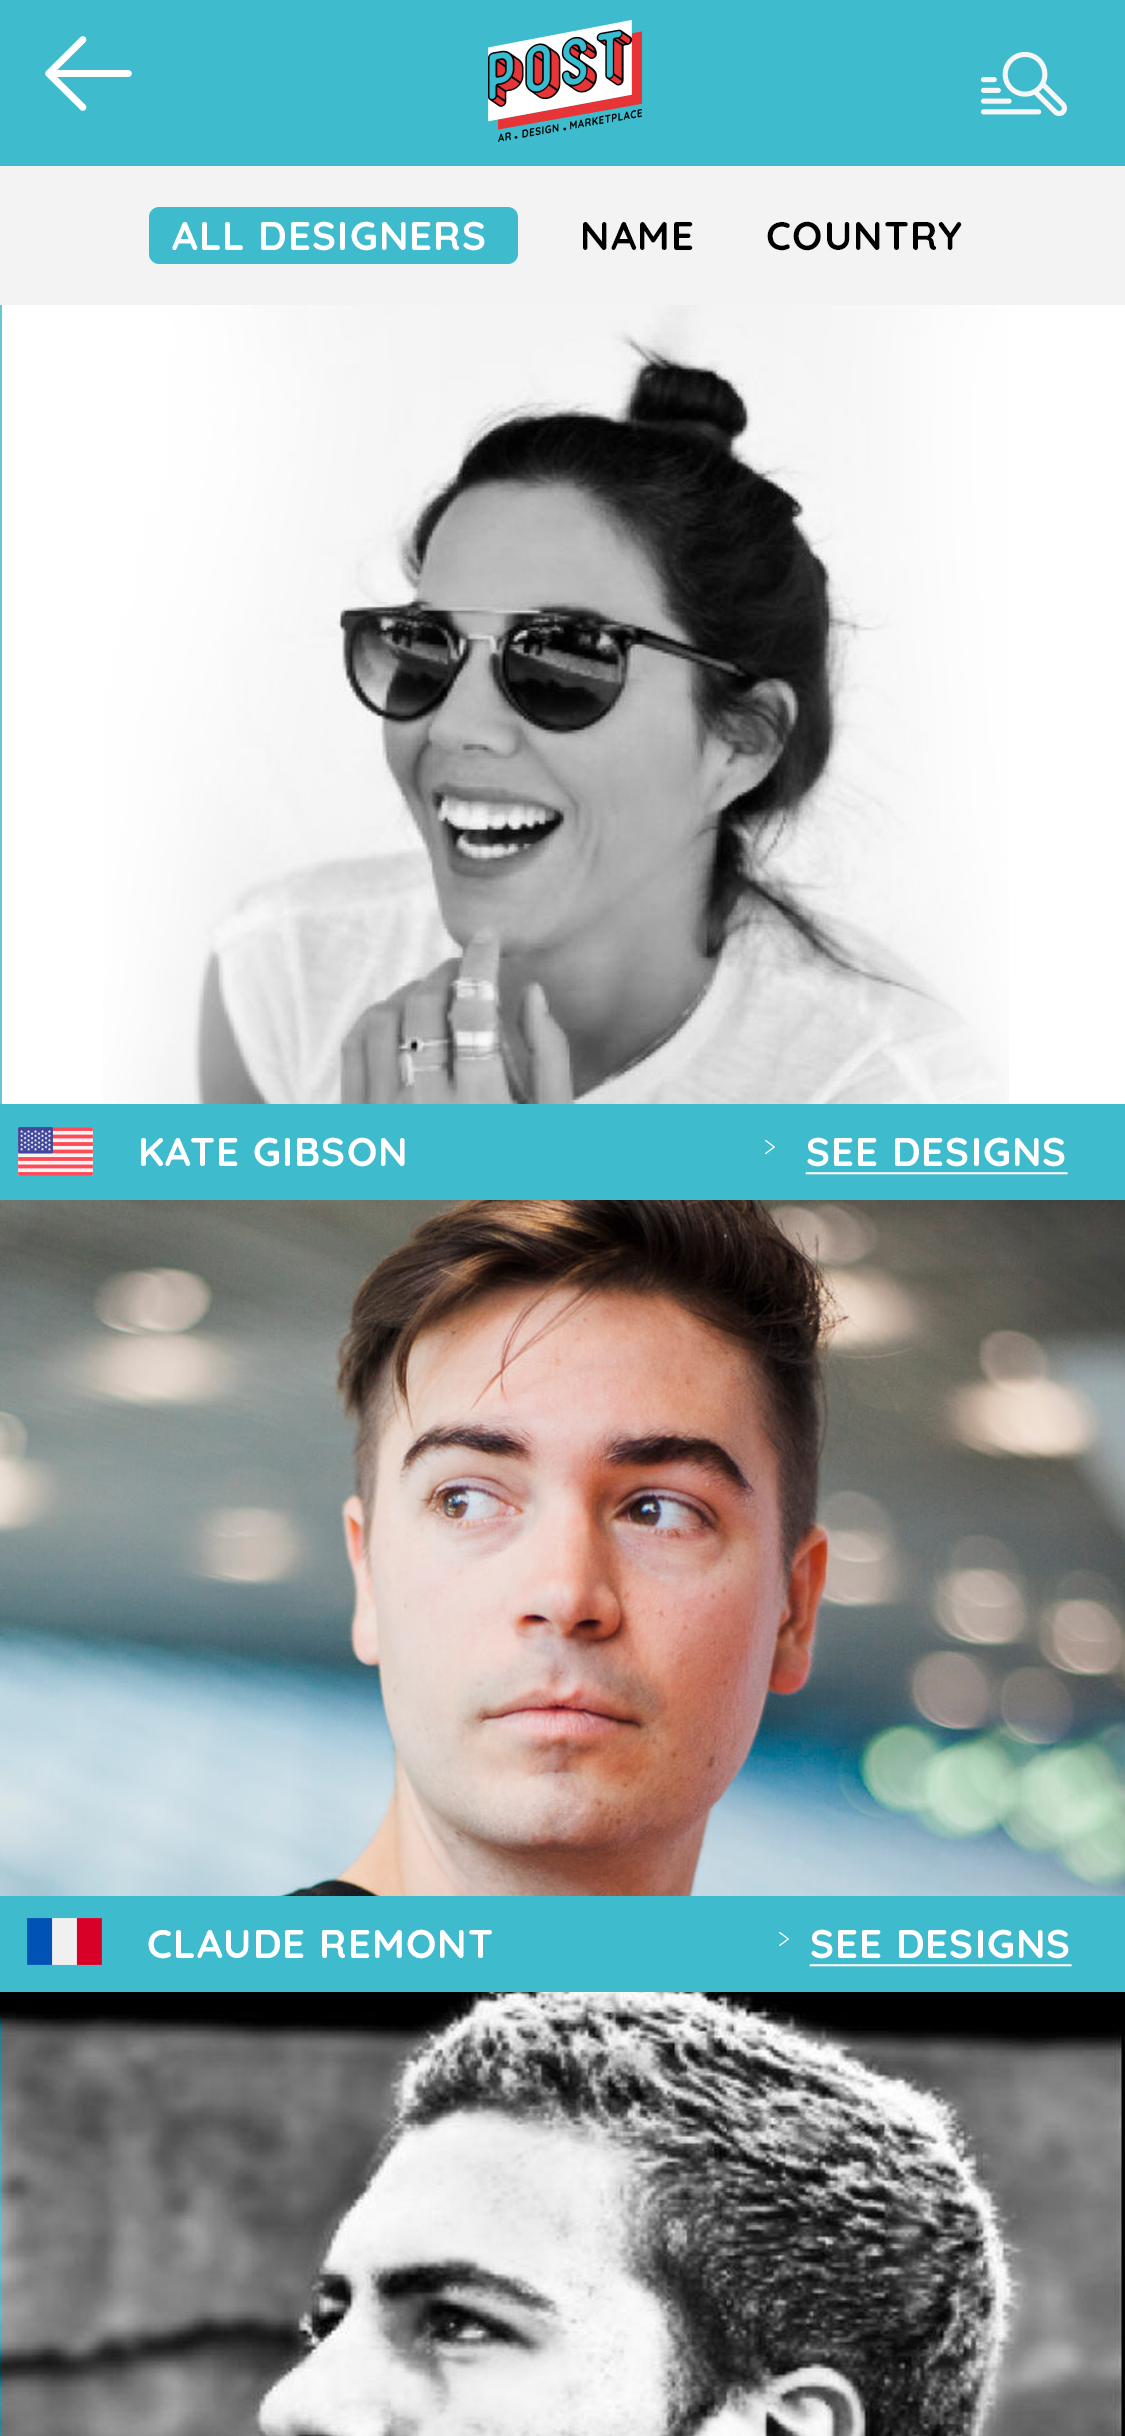 POST
AR • DESIGN • MARKETPLACE
ALL DESIGNERS NAME COUNTRY
KATE GIBSON > SEE DESIGNS
CLAUDE REMONT > SEE DESIGNS